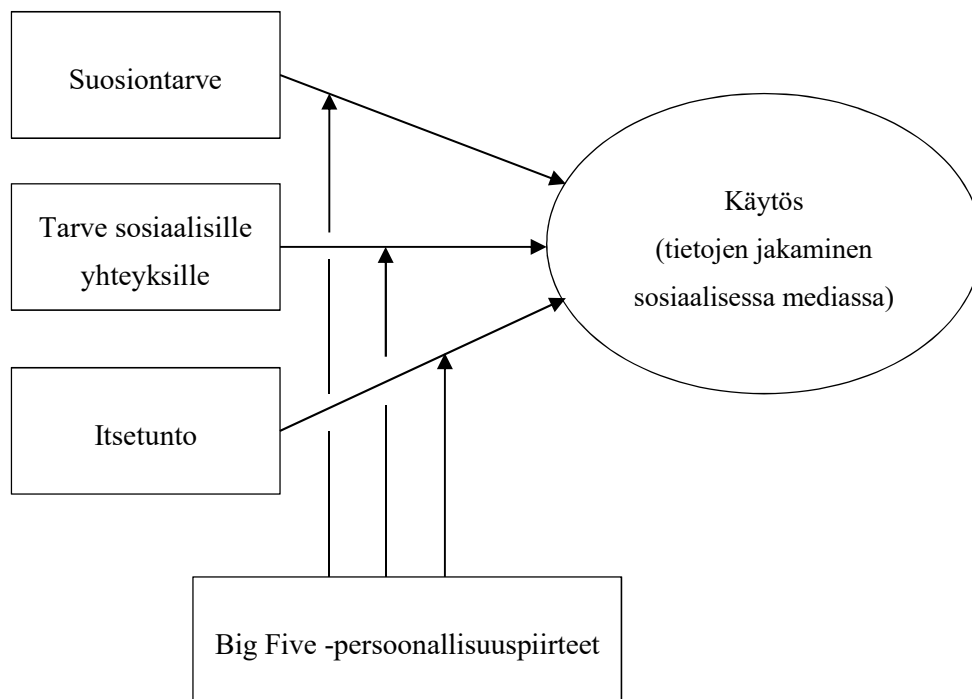 Suosiontarve
Tarve sosiaalisille
yhteyksille
Itsetunto
Käytös
(tietojen jakaminen
sosiaalisessa mediassa)
Big Five -persoonallisuuspiirteet